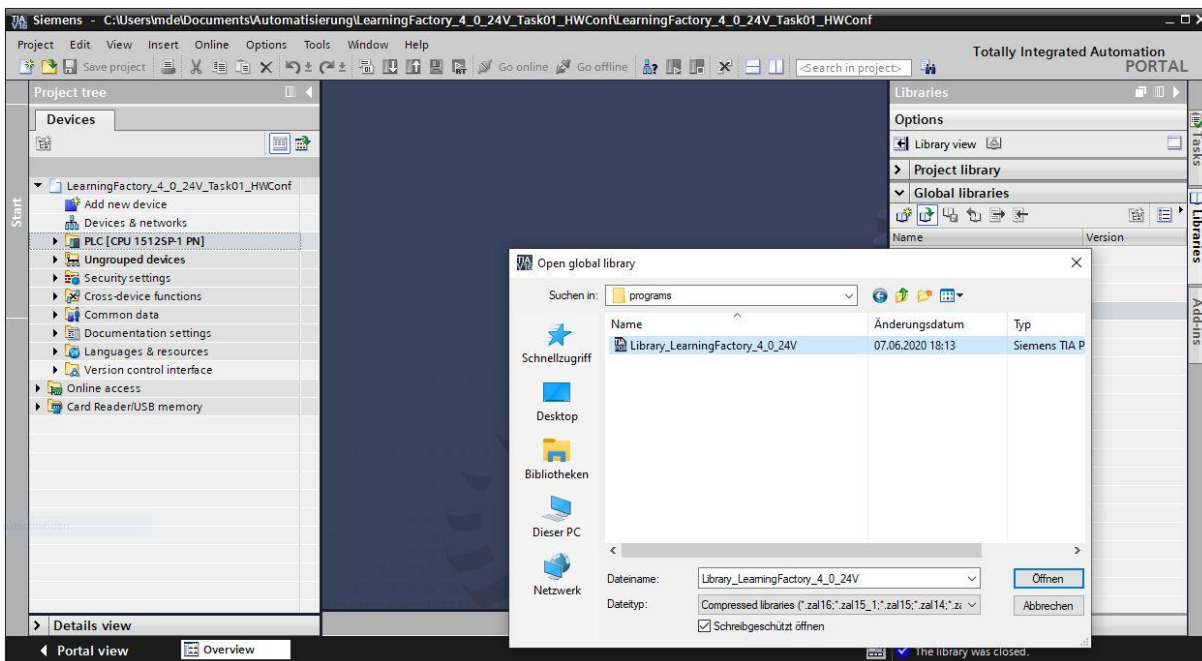 Siemens - C:\Users\mde\Documents\Automatisierung\LearningFactory_4_0_24V_Task01_HWConf\LearningFactory_4_0_24V_Task01_HWConf
Project Edit View Insert Online Options Tools Window Help
Totally Integrated Automation
PORTAL
Save project
Go online
Go offline
<Search in project>
Project tree
Devices
Start
LearningFactory_4_0_24V_Task01_HWConf
Add new device
Devices & networks
PLC [CPU 1512SP-1 PN]
Ungrouped devices
Security settings
Cross-device functions
Common data
Documentation settings
Languages & resources
Version control interface
Online access
Card Reader/USB memory
Details view
Libraries
Options
Library view
Project library
Global libraries
Name Version
Tasks
Libraries
Add-ins
Open global library
Suchen in: programs
Name Änderungsdatum Typ
Library_LearningFactory_4_0_24V 07.06.2020 18:13 Siemens TIA P
Schnellzugriff
Desktop
Bibliotheken
Dieser PC
Netzwerk
Dateiname: Library_LearningFactory_4_0_24V Öffnen
Dateityp: Compressed libraries (*.zal16;*.zal15_1;*.zal15;*.zal14;*.za Abbrechen
Schreibgeschützt öffnen
Portal view
Overview
The library was closed.